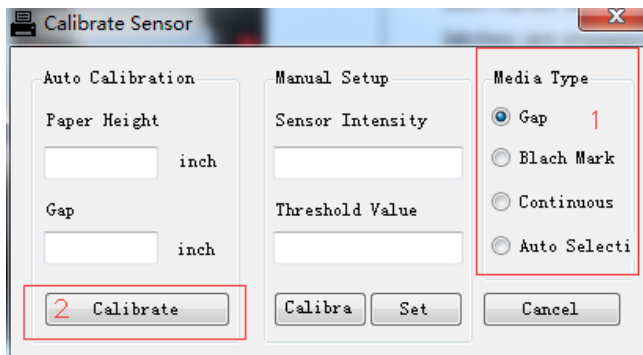 Calibrate Sensor
Auto Calibration
Paper Height
inch
Gap
inch
2 Calibrate
Manual Setup
Sensor Intensity
Threshold Value
Calibra
Set
Media Type
Gap 1
Blach Mark
Continuous
Auto Selecti
Cancel